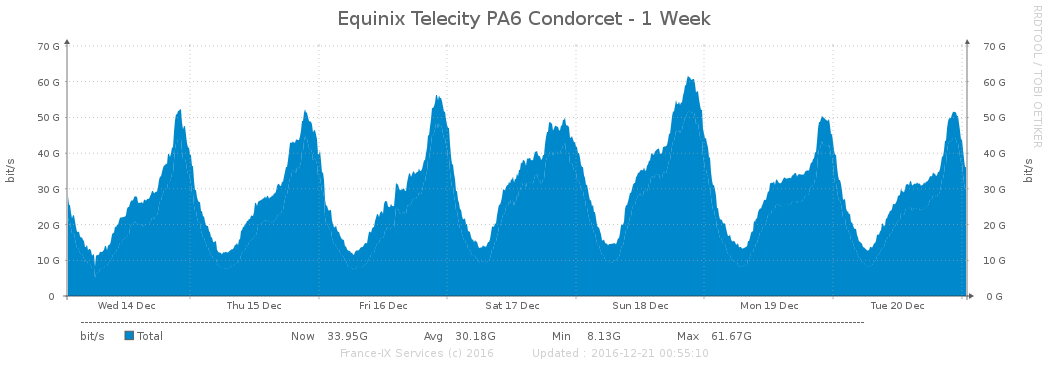 Equinix Telecity PA6 Condorcet - 1 Week
RRDTOOL / TOBI OETIKER
bit/s
bit/s
70 G 70 G
60 G 60 G
50 G 50 G
40 G 40 G
30 G 30 G
20 G 20 G
10 G 10 G
0 0 G
Wed 14 Dec Thu 15 Dec Fri 16 Dec Sat 17 Dec Sun 18 Dec Mon 19 Dec Tue 20 Dec
bit/s Total Now 33.95G Avg 30.18G Min 8.13G Max 61.67G
France-IX Services (c) 2016 Updated : 2016-12-21 00:55:10